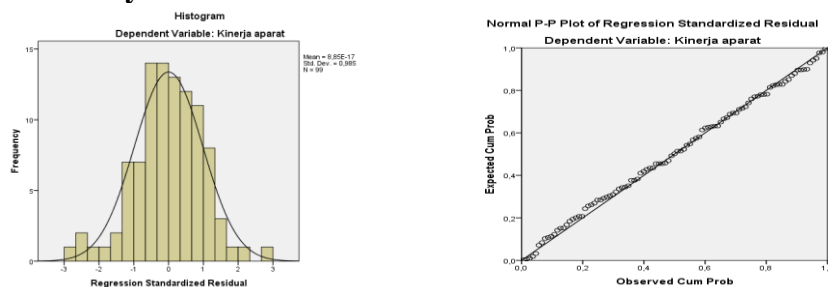 Histogram
Dependent Variable: Kinerja aparat
Mean = 8,85E-17
Std. Dev. = 0,985
N = 99
15
10
5
0
Frequency
-3 -2 -1 0 1 2 3
Regression Standardized Residual
Normal P-P Plot of Regression Standardized Residual
Dependent Variable: Kinerja aparat
1,0
0,8
0,6
0,4
0,2
0,0
Expected Cum Prob
0,0 0,2 0,4 0,6 0,8 1,0
Observed Cum Prob